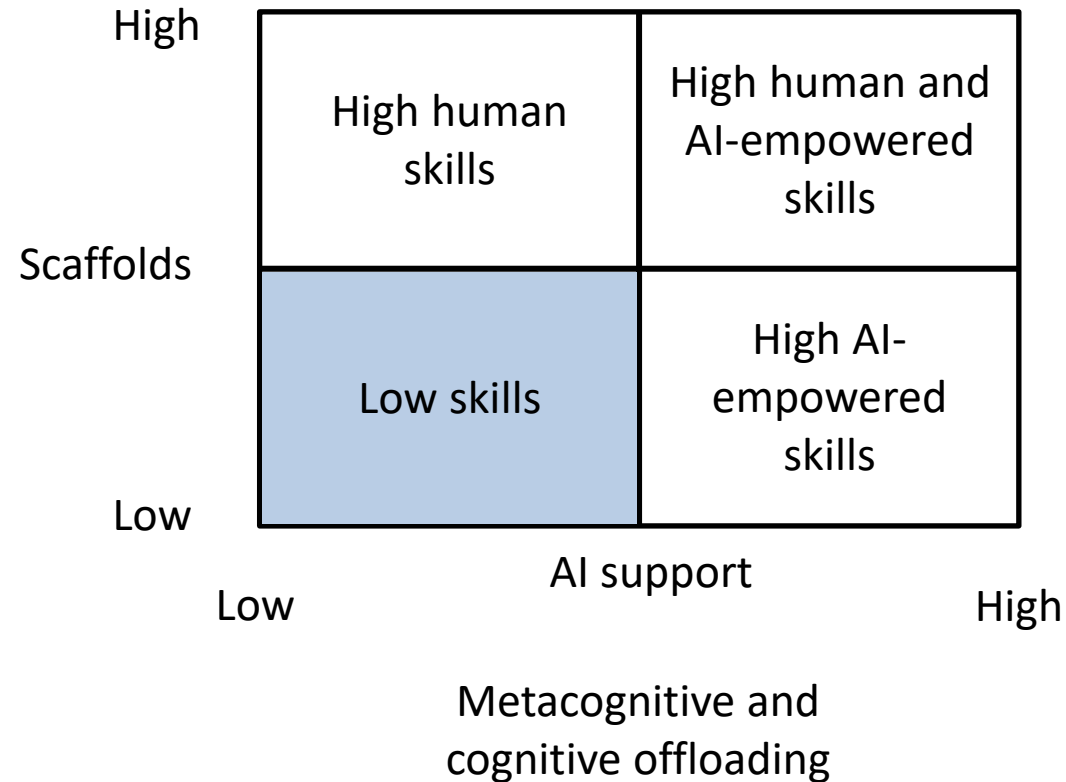 High
High human
skills
High human and
AI-empowered
skills
Scaffolds
Low skills
High AI-
empowered
skills
Low
AI support
Low
High
Metacognitive and
cognitive offloading